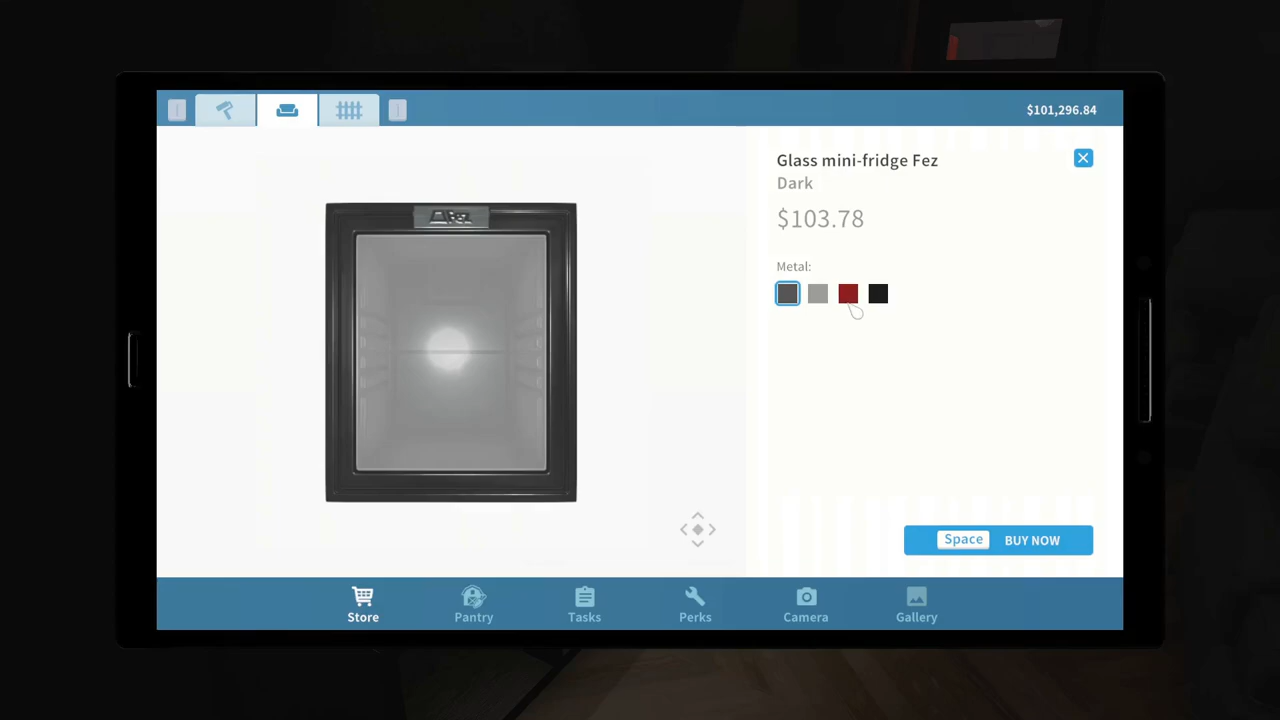 $101,296.84
Glass mini-fridge Fez
Dark
$103.78
Metal:
Fez
Space BUY NOW
Store Pantry Tasks Perks Camera Gallery